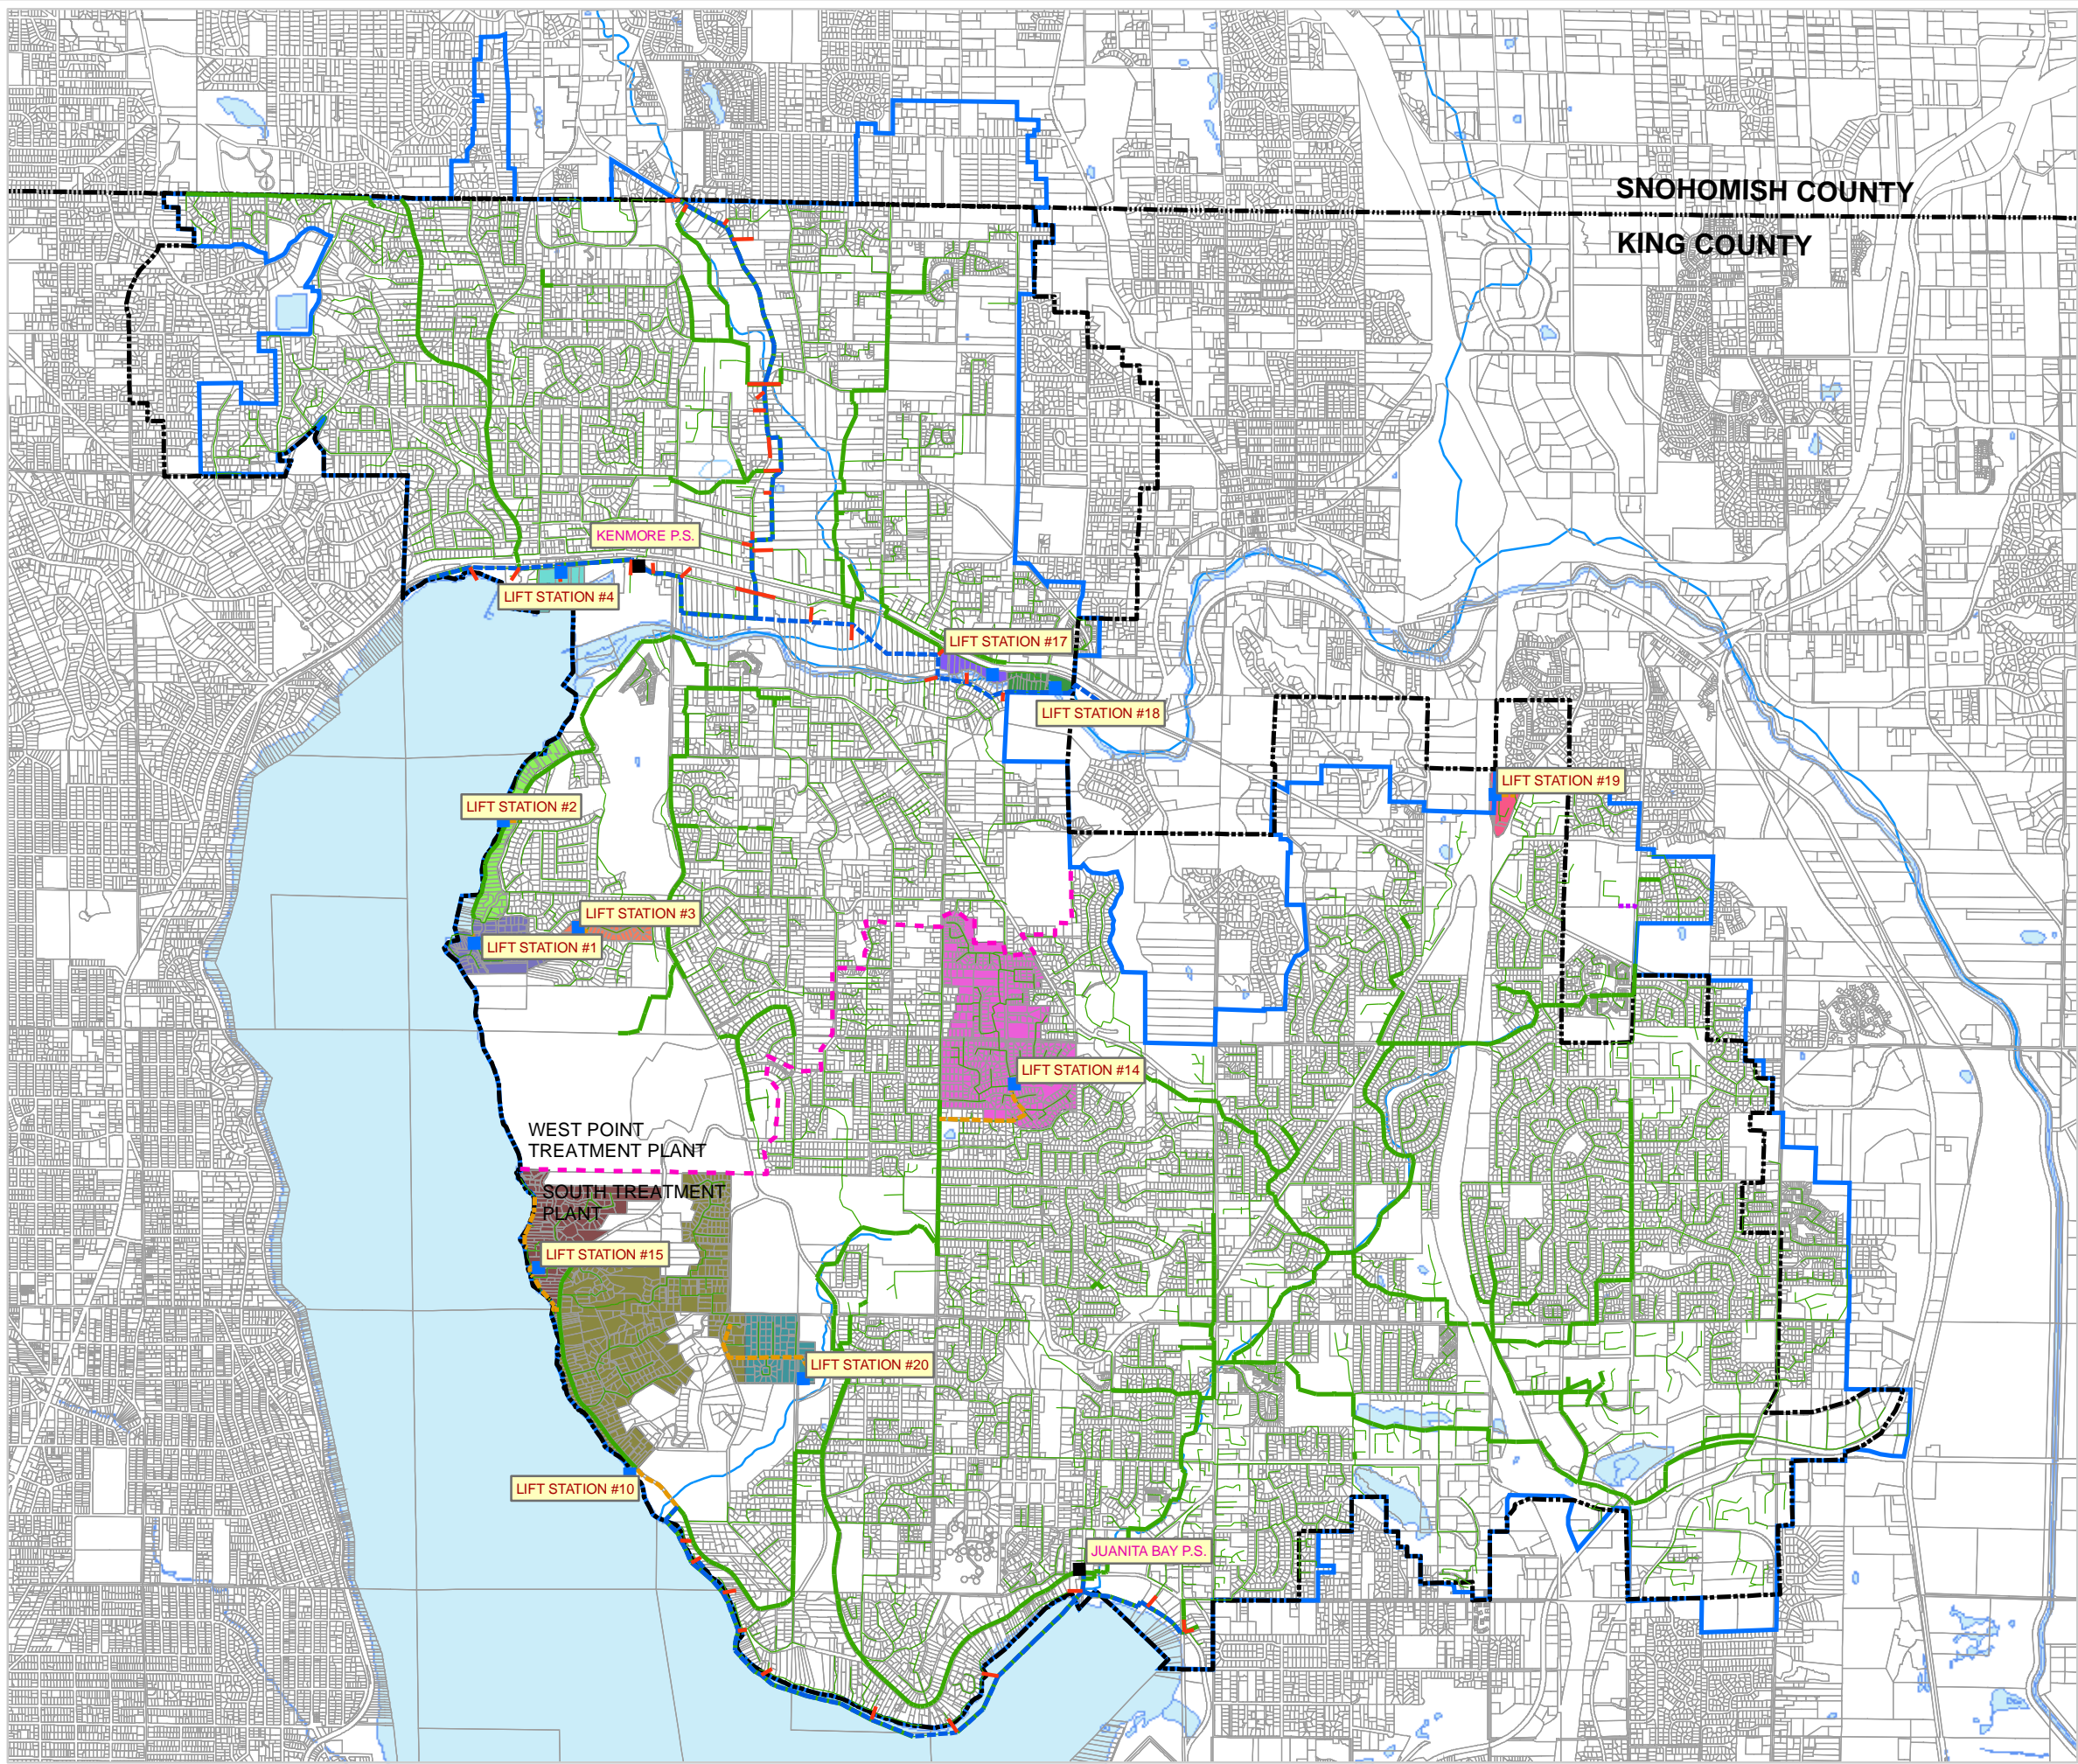 SNOHOMISH COUNTY
KING COUNTY
KENMORE P.S.
LIFT STATION #4
LIFT STATION #17
LIFT STATION #18
LIFT STATION #19
LIFT STATION #2
LIFT STATION #3
LIFT STATION #1
LIFT STATION #14
WEST POINT
TREATMENT PLANT
SOUTH TREATMENT
PLANT
LIFT STATION #15
LIFT STATION #20
LIFT STATION #10
JUANITA BAY P.S.